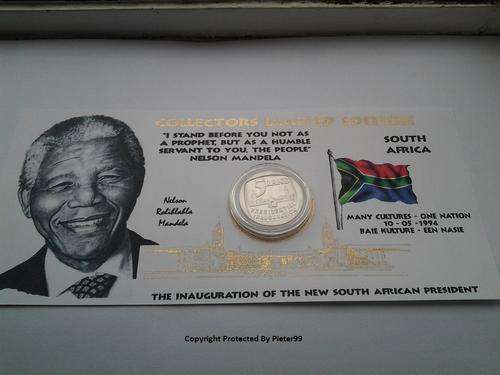 COLLECTORS LIMITED EDITION
"I STAND BEFORE YOU NOT AS
A PROPHET, BUT AS A HUMBLE
SERVANT TO YOU, THE PEOPLE"
NELSON MANDELA
SOUTH
AFRICA
Nelson
Rolihlahla
Mandela
5 RAND
MANY CULTURES - ONE NATION
10 - 05 - 1994
BAIE KULTURE - EEN NASIE
THE INAUGURATION OF THE NEW SOUTH AFRICAN PRESIDENT
Copyright Protected By Pieter99